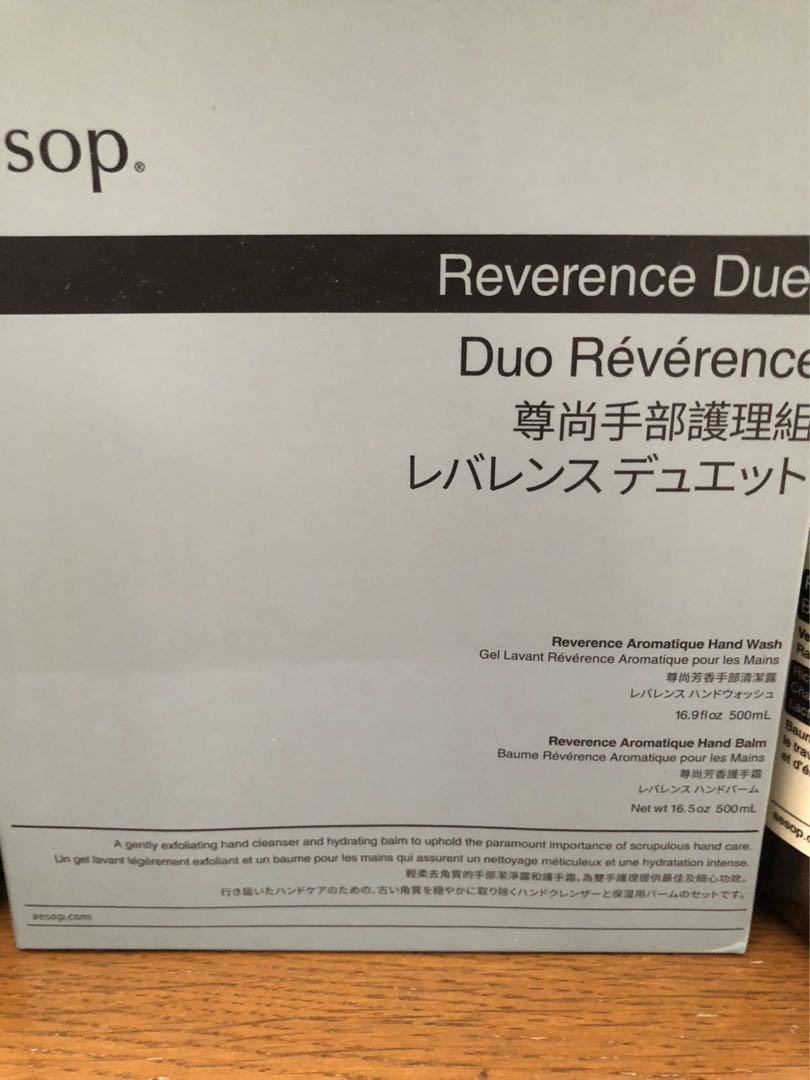 sop.®
Reverence Due
Duo Révérence
尊尚手部護理組
レバレンス デュエット
Reverence Aromatique Hand Wash
Gel Lavant Révérence Aromatique pour les Mains
尊尚芳香手部清潔露
レバレンス ハンドウォッシュ
16.9floz 500mL
Reverence Aromatique Hand Balm
Baume Révérence Aromatique pour les Mains
尊尚芳香護手霜
レバレンス ハンドバーム
Net wt 16.5oz 500mL
A gently exfoliating hand cleanser and hydrating balm to uphold the paramount importance of scrupulous hand care.
Un gel lavant légèrement exfoliant et un baume pour les mains qui assurent un nettoyage méticuleux et une hydratation intense.
輕柔去角質的手部潔淨露和護手霜，為雙手護理提供最佳及細心功效。
行き届いたハンドケアのための、古い角質を穏やかに取り除くハンドクレンザーと保湿用バームのセットです。
aesop.com
Baum
le trav
et d'é
aesop.c